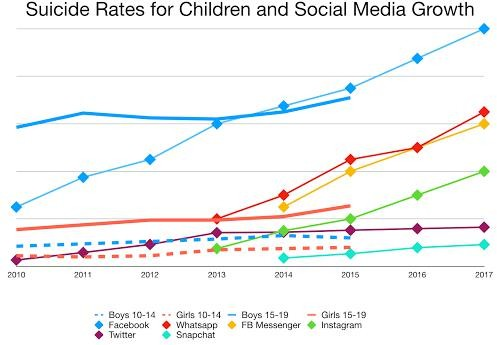 Suicide Rates for Children and Social Media Growth
2010 2011 2012 2013 2014 2015 2016 2017
Boys 10-14 Girls 10-14 Boys 15-19 Girls 15-19
Facebook Whatsapp FB Messenger Instagram
Twitter Snapchat